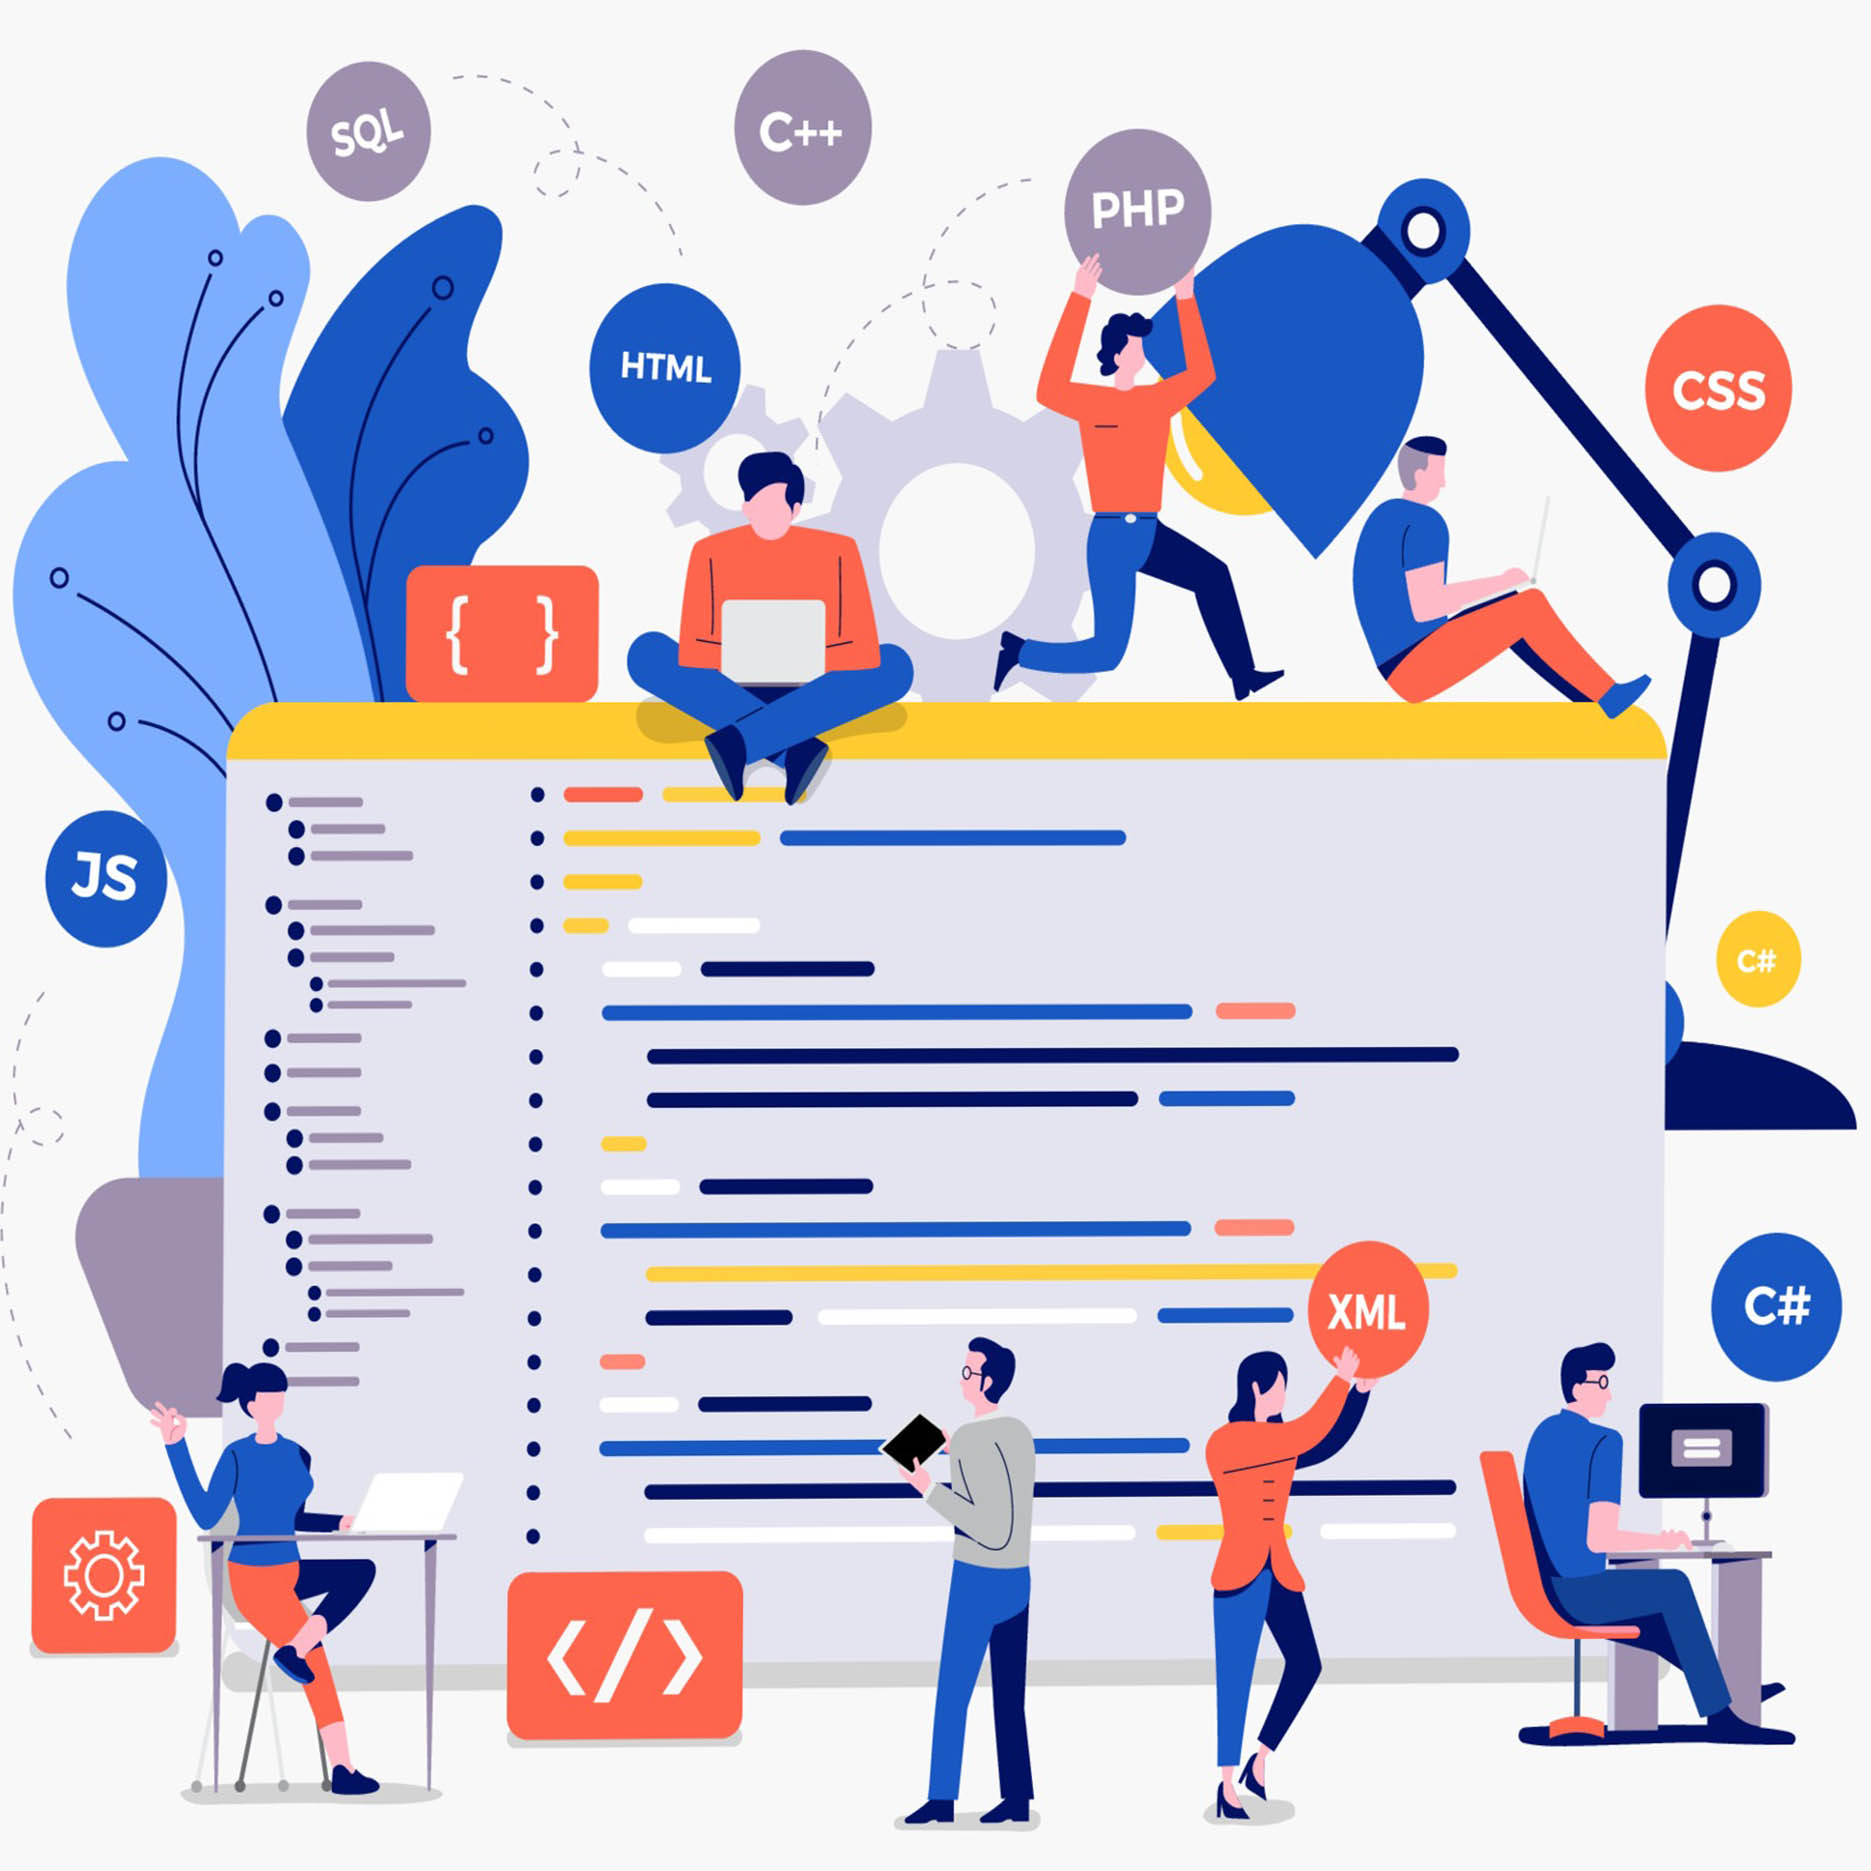 SQL
C++
PHP
HTML
CSS
{ }
JS
C#
XML
C#
</>